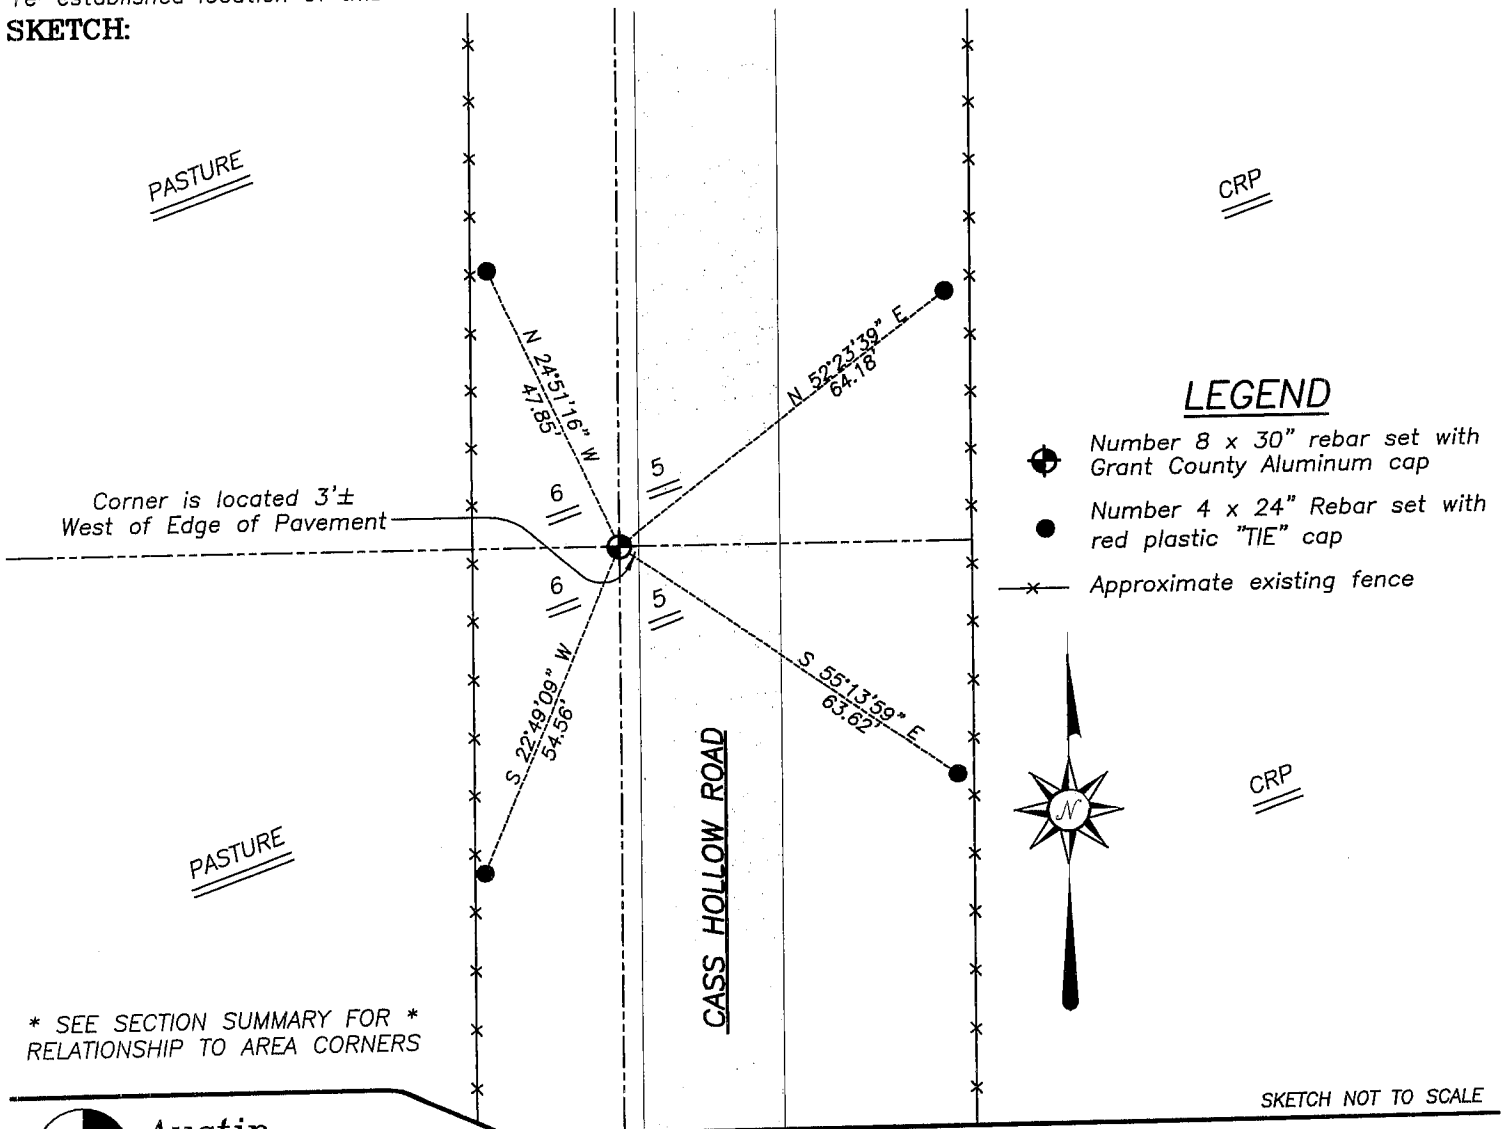 SKETCH:
PASTURE
CRP
N 24°51'16" W
47.85'
N 52°23'39" E
64.18'
LEGEND
Number 8 x 30" rebar set with
Grant County Aluminum cap
Number 4 x 24" Rebar set with
red plastic "TIE" cap
Approximate existing fence
Corner is located 3'±
West of Edge of Pavement
6
5
6
5
S 22°49'09" W
54.56'
S 55°13'59" E
63.62'
CASS HOLLOW ROAD
N
PASTURE
CRP
* SEE SECTION SUMMARY FOR *
RELATIONSHIP TO AREA CORNERS
SKETCH NOT TO SCALE
Austin